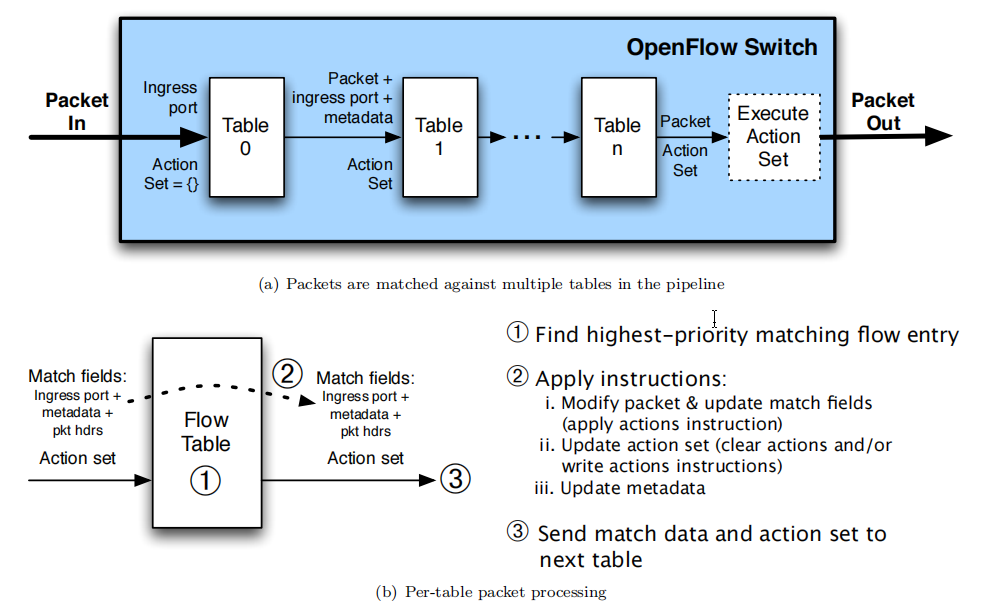 OpenFlow Switch
Packet
In
Ingress
port
Action
Set = {}
Table
0
Packet +
ingress port +
metadata
Action
Set
Table
1
...
Table
n
Packet
Action
Set
Execute
Action
Set
Packet
Out
(a) Packets are matched against multiple tables in the pipeline
Match fields:
Ingress port +
metadata +
pkt hdrs
Action set
Flow
Table
①
②
Match fields:
Ingress port +
metadata +
pkt hdrs
Action set
③
① Find highest-priority matching flow entry
② Apply instructions:
i. Modify packet & update match fields
(apply actions instruction)
ii. Update action set (clear actions and/or
write actions instructions)
iii. Update metadata
③ Send match data and action set to
next table
(b) Per-table packet processing